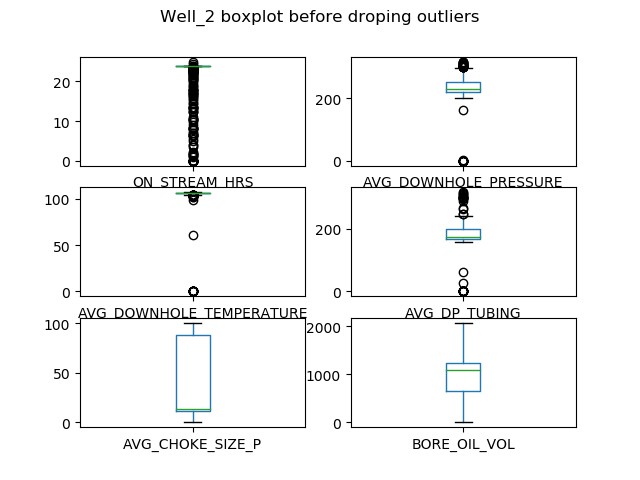 Well_2 boxplot before droping outliers
20
10
0
ON_STREAM_HRS
200
0
AVG_DOWNHOLE_PRESSURE
100
50
0
AVG_DOWNHOLE_TEMPERATURE
200
0
AVG_DP_TUBING
100
50
0
AVG_CHOKE_SIZE_P
2000
1000
0
BORE_OIL_VOL